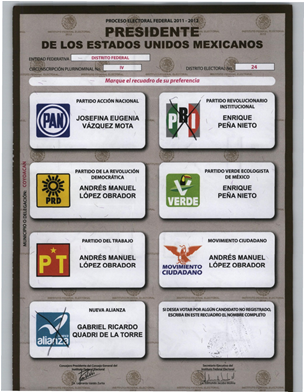 PROCESO ELECTORAL FEDERAL 2011 - 2012
PRESIDENTE
DE LOS ESTADOS UNIDOS MEXICANOS
ENTIDAD FEDERATIVA DISTRITO FEDERAL
CIRCUNSCRIPCIÓN PLURINOMINAL No. IV DISTRITO ELECTORAL No. 24
Marque el recuadro de su preferencia
MUNICIPIO O DELEGACIÓN: COYOACAN
PAN
PARTIDO ACCIÓN NACIONAL
JOSEFINA EUGENIA
VÁZQUEZ MOTA
PRI
PARTIDO REVOLUCIONARIO
INSTITUCIONAL
ENRIQUE
PEÑA NIETO
PRD
PARTIDO DE LA REVOLUCIÓN
DEMOCRÁTICA
ANDRÉS MANUEL
LÓPEZ OBRADOR
VERDE
PARTIDO VERDE ECOLOGISTA
DE MÉXICO
ENRIQUE
PEÑA NIETO
PT
PARTIDO DEL TRABAJO
ANDRÉS MANUEL
LÓPEZ OBRADOR
MOVIMIENTO
CIUDADANO
MOVIMIENTO CIUDADANO
ANDRÉS MANUEL
LÓPEZ OBRADOR
alianza
NUEVA ALIANZA
GABRIEL RICARDO
QUADRI DE LA TORRE
SI DESEA VOTAR POR ALGÚN CANDIDATO NO REGISTRADO,
ESCRIBA EN ESTE RECUADRO EL NOMBRE COMPLETO